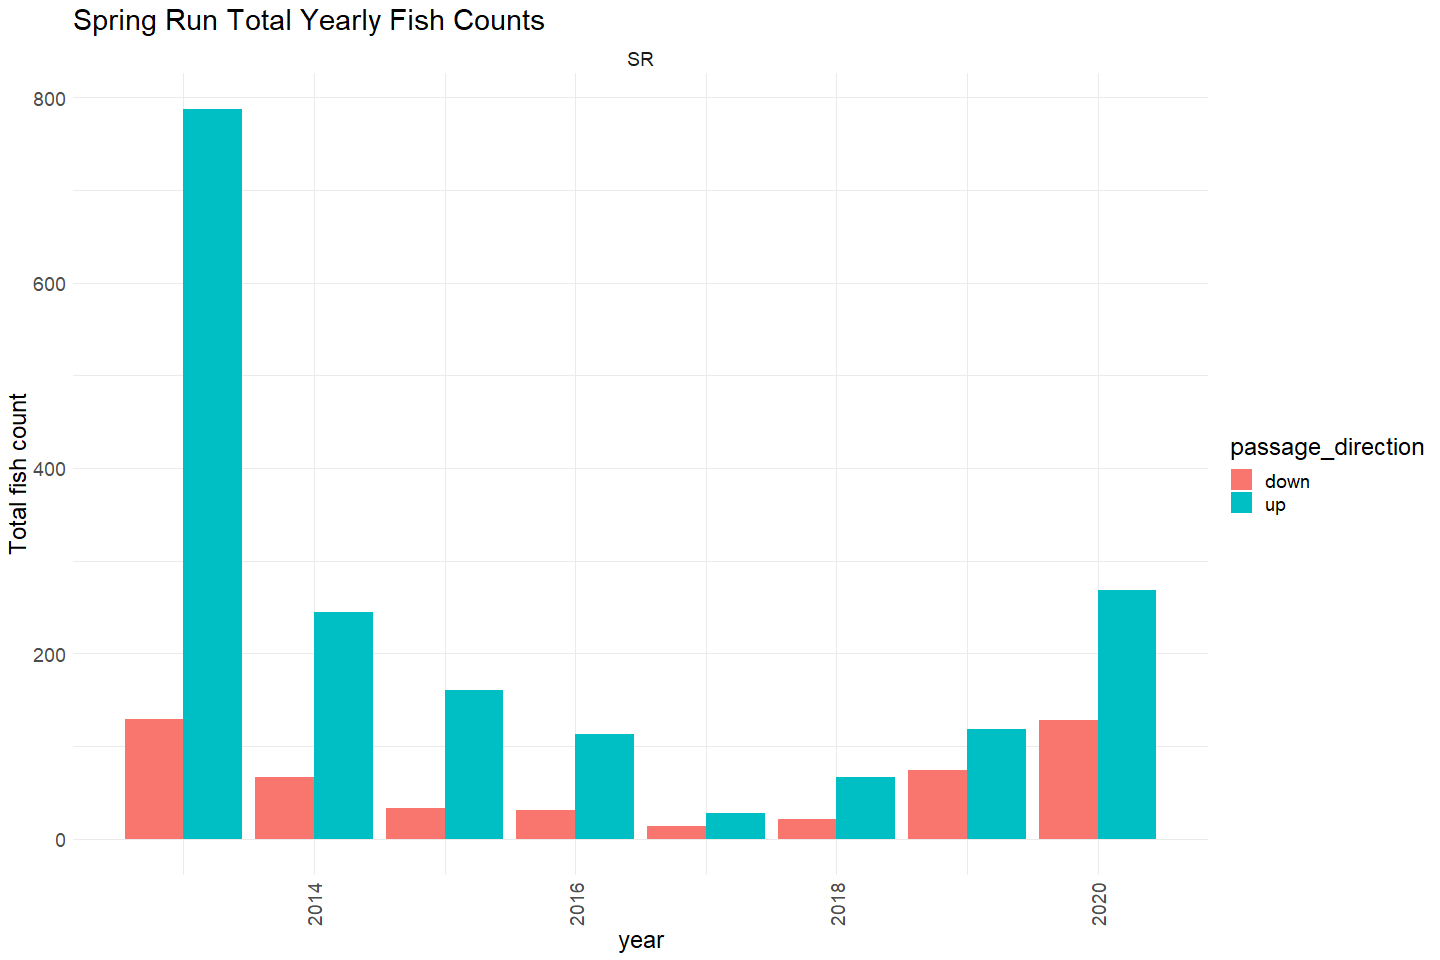 Spring Run Total Yearly Fish Counts
SR
800
600
400
200
0
Total fish count
2014
2016
2018
2020
year
passage_direction
down
up